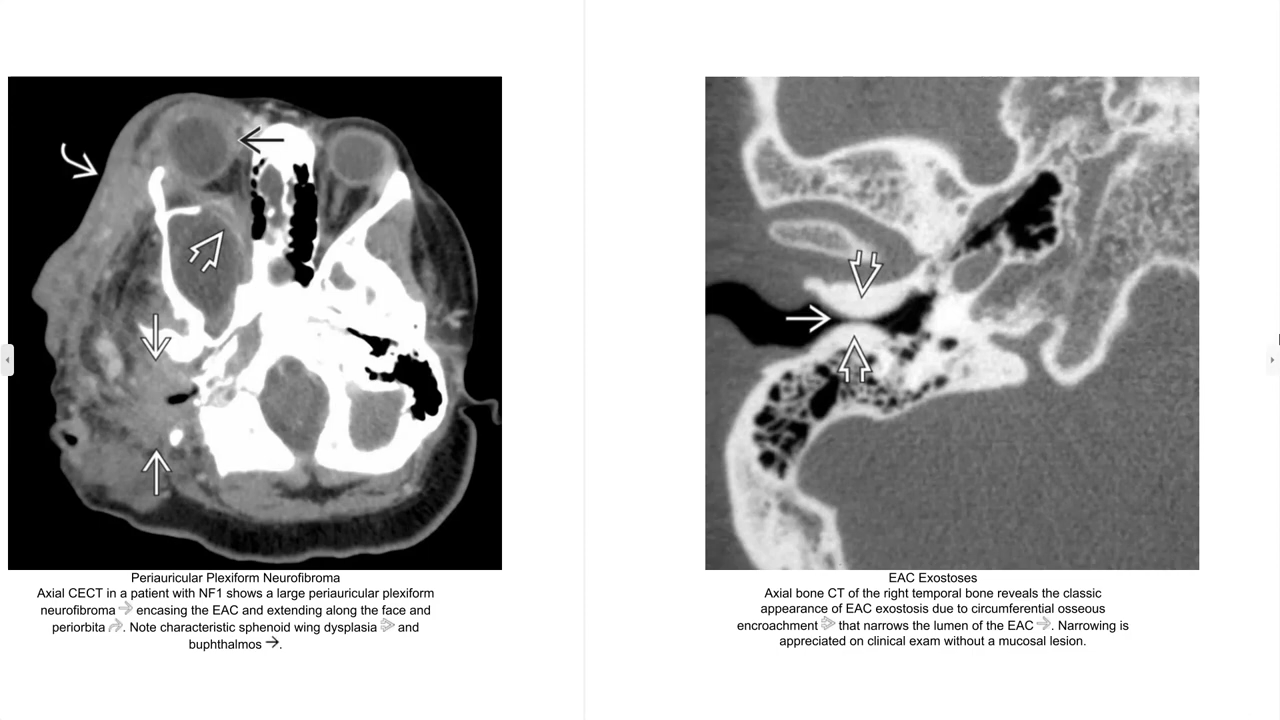 Periauricular Plexiform Neurofibroma
Axial CECT in a patient with NF1 shows a large periauricular plexiform
neurofibroma encasing the EAC and extending along the face and
periorbita . Note characteristic sphenoid wing dysplasia and
buphthalmos .
EAC Exostoses
Axial bone CT of the right temporal bone reveals the classic
appearance of EAC exostosis due to circumferential osseous
encroachment that narrows the lumen of the EAC . Narrowing is
appreciated on clinical exam without a mucosal lesion.